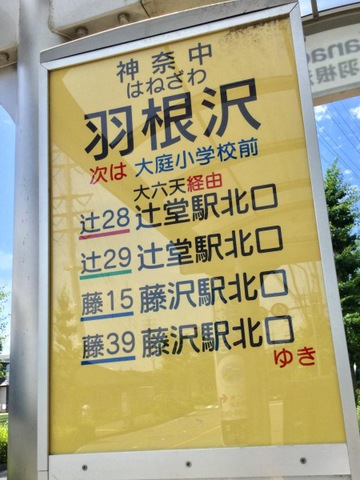 神奈中
はねざわ
羽根沢
次は 大庭小学校前
大六天経由
辻28 辻堂駅北口
辻29 辻堂駅北口
藤15 藤沢駅北口
藤39 藤沢駅北口
ゆき